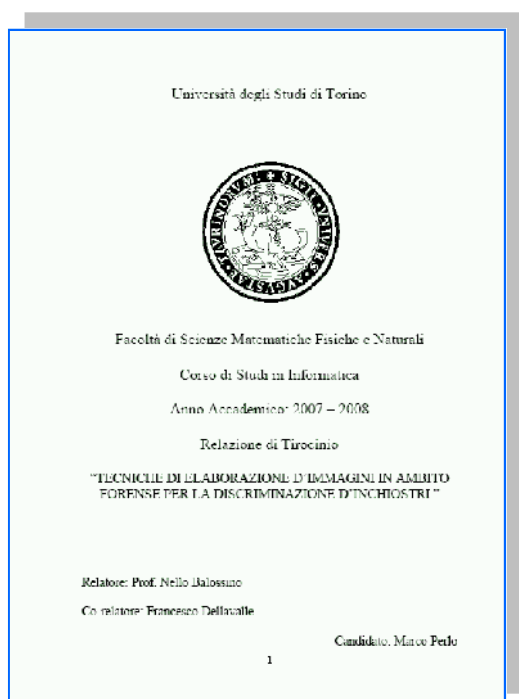 Università degli Studi di Torino
Facoltà di Scienze Matematiche Fisiche e Naturali
Corso di Studi in Informatica
Anno Accademico: 2007 – 2008
Relazione di Tirocinio
“TECNICHE DI ELABORAZIONE D’IMMAGINI IN AMBITO
FORENSE PER LA DISCRIMINAZIONE D’INCHIOSTRI”
Relatore: Prof. Nello Balossino
Co-relatore: Francesco Dellavalle
Candidato: Marco Perlo
1